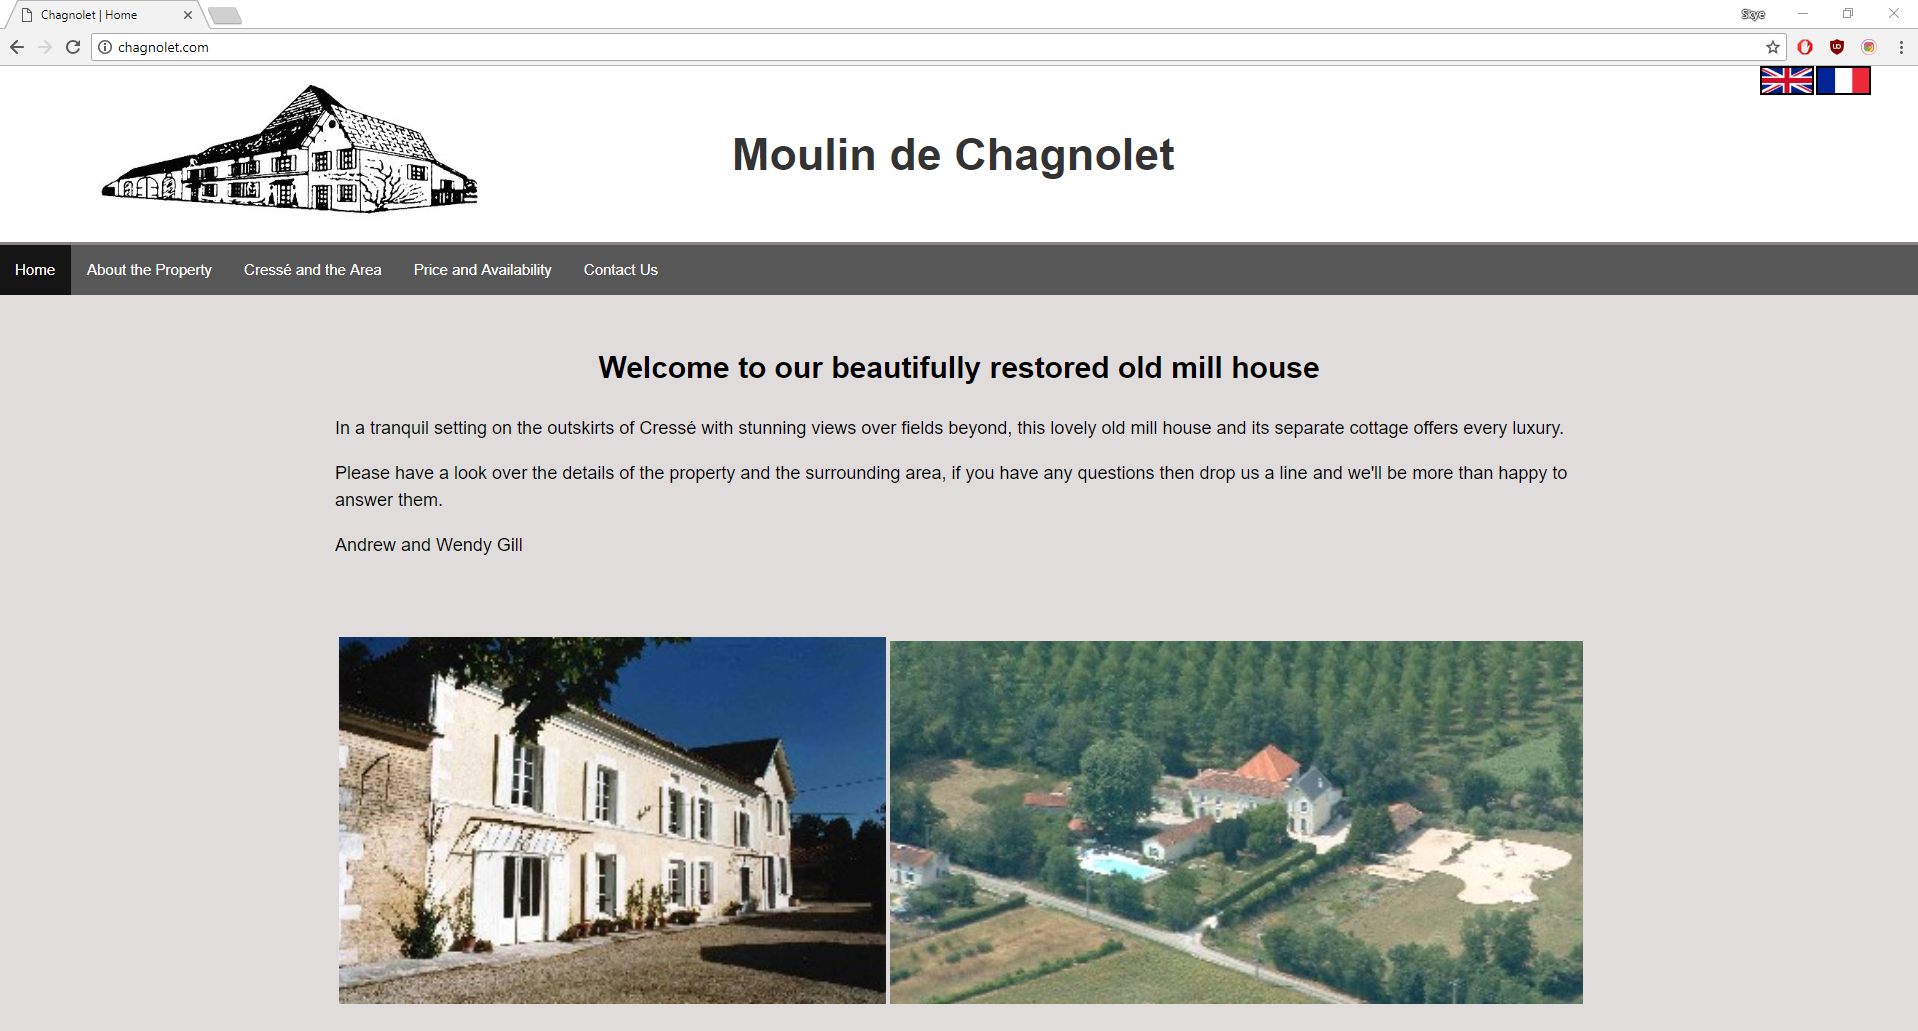 Chagnolet | Home
Skye
chagnolet.com
Moulin de Chagnolet
Home About the Property Cressé and the Area Price and Availability Contact Us
Welcome to our beautifully restored old mill house
In a tranquil setting on the outskirts of Cressé with stunning views over fields beyond, this lovely old mill house and its separate cottage offers every luxury.
Please have a look over the details of the property and the surrounding area, if you have any questions then drop us a line and we'll be more than happy to
answer them.
Andrew and Wendy Gill